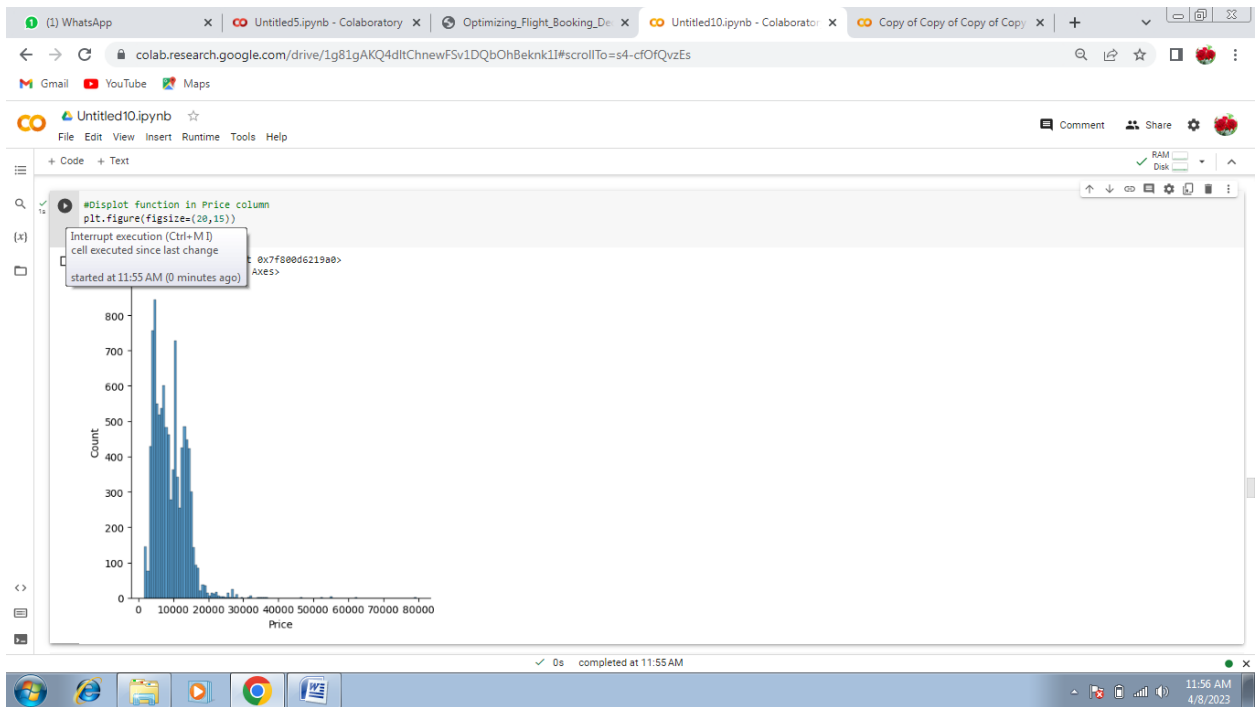 (1) WhatsApp
Untitled5.ipynb - Colaboratory
Optimizing_Flight_Booking_De
Untitled10.ipynb - Colaborator
Copy of Copy of Copy of Copy
colab.research.google.com/drive/1g81gAKQ4dItChnewFSv1DQbOhBeknk1I#scrollTo=s4-cfOfQvzEs
Gmail YouTube Maps
Untitled10.ipynb
File Edit View Insert Runtime Tools Help
Comment Share
+ Code + Text
RAM
Disk
1s
#Displot function in Price column
plt.figure(figsize=(20,15))
Interrupt execution (Ctrl+M I)
cell executed since last change
started at 11:55 AM (0 minutes ago)
t 0x7f800d6219a0>
Axes>
800
700
600
500
400
300
200
100
0
Count
0 10000 20000 30000 40000 50000 60000 70000 80000
Price
0s completed at 11:55 AM
11:56 AM
4/8/2023